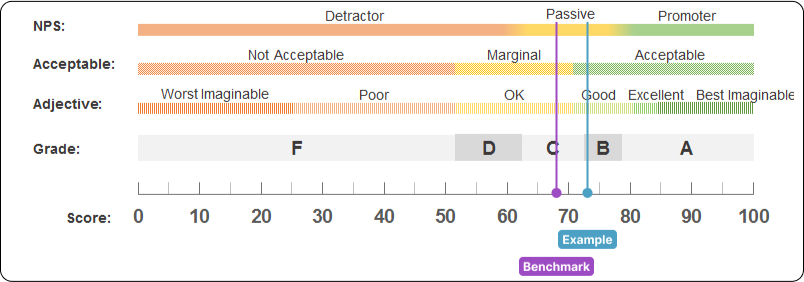 NPS: Detractor Passive Promoter
Acceptable: Not Acceptable Marginal Acceptable
Adjective: Worst Imaginable Poor OK Good Excellent Best Imaginable
Grade: F D C B A
Score: 0 10 20 30 40 50 60 70 80 90 100
Example
Benchmark